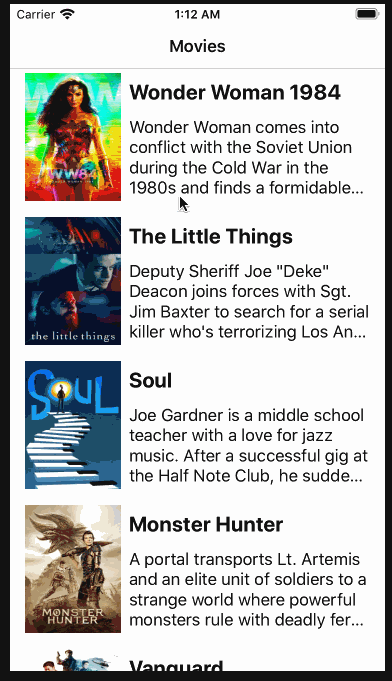 Carrier
1:12 AM
Movies
WW84
Wonder Woman 1984
Wonder Woman comes into
conflict with the Soviet Union
during the Cold War in the
1980s and finds a formidable...
the little things
The Little Things
Deputy Sheriff Joe "Deke"
Deacon joins forces with Sgt.
Jim Baxter to search for a serial
killer who's terrorizing Los An...
SOUL
Soul
Joe Gardner is a middle school
teacher with a love for jazz
music. After a successful gig at
the Half Note Club, he sudde...
MONSTER
HUNTER
Monster Hunter
A portal transports Lt. Artemis
and an elite unit of soldiers to a
strange world where powerful
monsters rule with deadly fer...
Vanguard